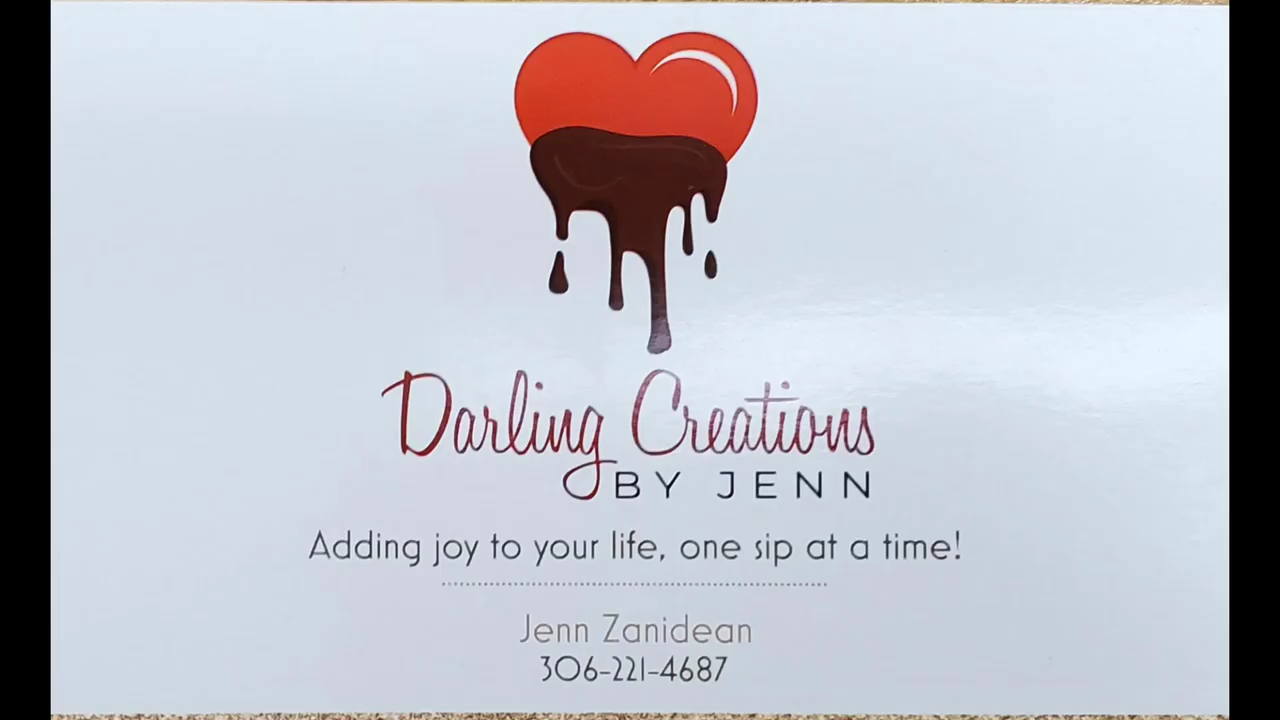 Darling Creations
BY JENN
Adding joy to your life, one sip at a time!
Jenn Zanidean
306-221-4687